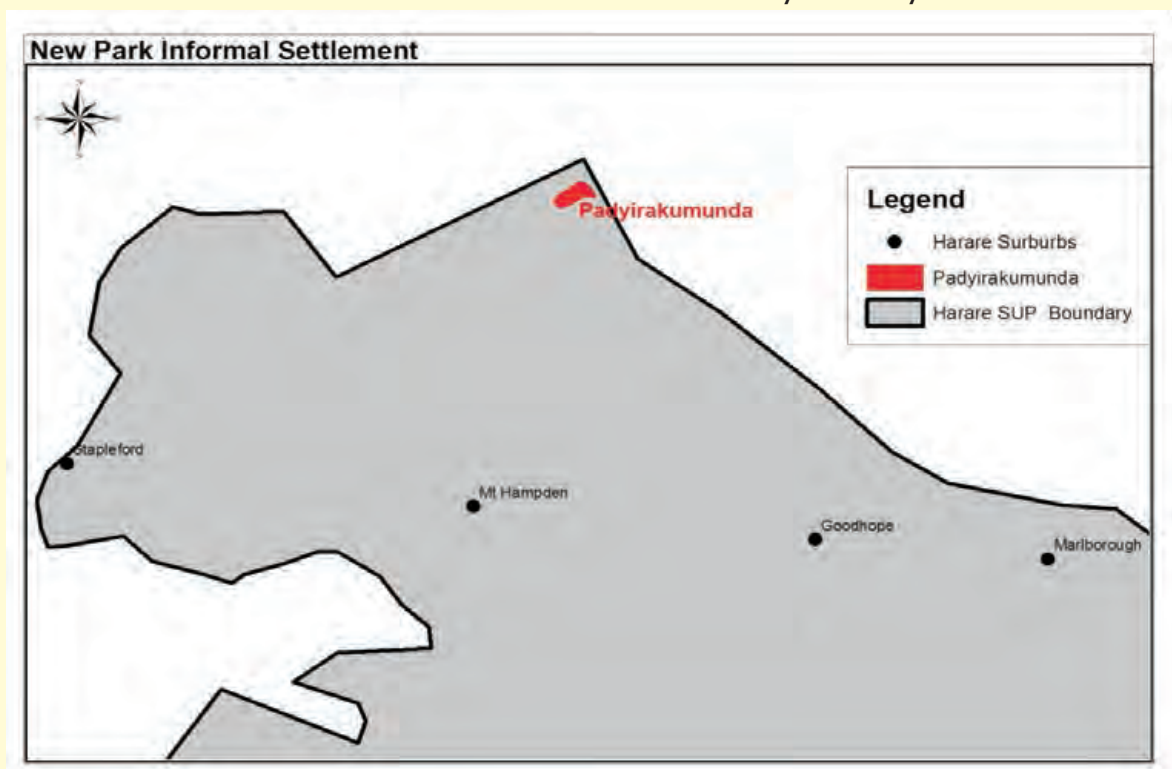 New Park Informal Settlement
Padyirakumunda
Legend
Harare Surburbs
Padyirakumunda
Harare SUP Boundary
Stapleford
Mt Hampden
Goodhope
Marlborough